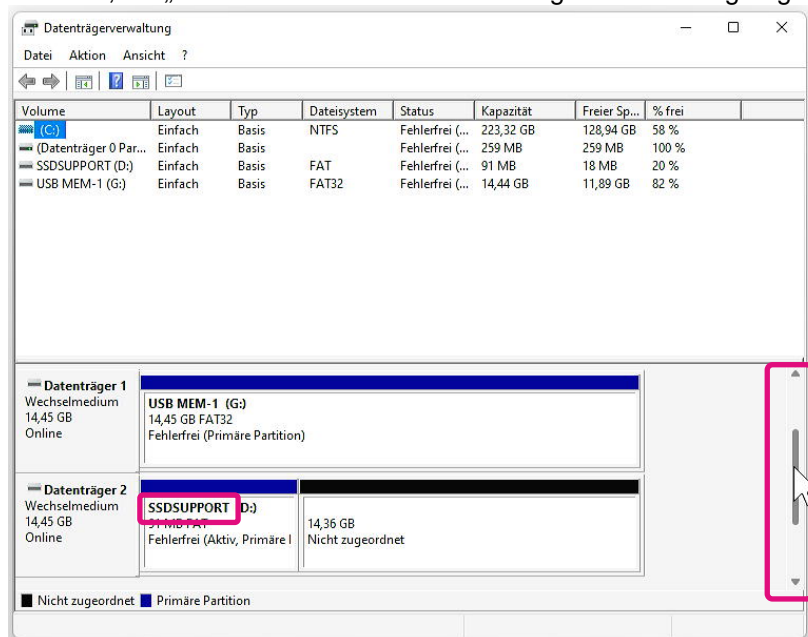 Datenträgerverwaltung
Datei Aktion Ansicht ?
Volume Layout Typ Dateisystem Status Kapazität Freier Sp... % frei
(C:) Einfach Basis NTFS Fehlerfrei (... 223,32 GB 128,94 GB 58 %
(Datenträger 0 Par... Einfach Basis Fehlerfrei (... 259 MB 259 MB 100 %
SSDSUPPORT (D:) Einfach Basis FAT Fehlerfrei (... 91 MB 18 MB 20 %
USB MEM-1 (G:) Einfach Basis FAT32 Fehlerfrei (... 14,44 GB 11,89 GB 82 %
Datenträger 1
Wechselmedium
14,45 GB
Online
USB MEM-1 (G:)
14,45 GB FAT32
Fehlerfrei (Primäre Partition)
Datenträger 2
Wechselmedium
14,45 GB
Online
SSDSUPPORT (D:)
91 MB FAT
Fehlerfrei (Aktiv, Primäre
14,36 GB
Nicht zugeordnet
Nicht zugeordnet Primäre Partition